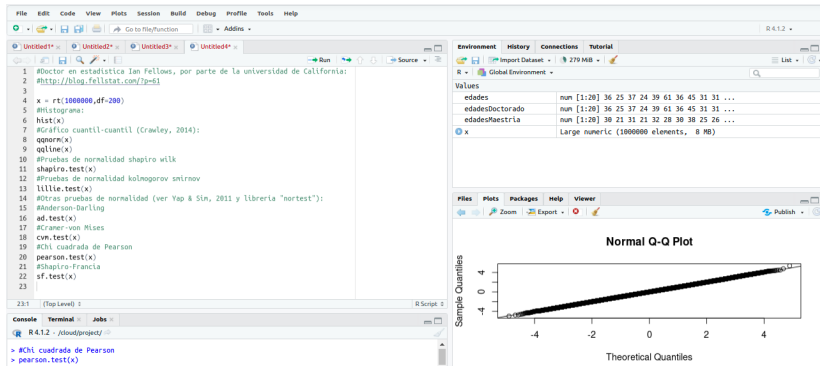 File Edit Code View Plots Session Build Debug Profile Tools Help
Go to file/function Addins
R 4.1.2
Untitled1* Untitled2* Untitled3* Untitled4*
Run Source
1 #Doctor en estadística Ian Fellows, por parte de la universidad de California:
2 #http://blog.fellstat.com/?p=61
3
4 x = rt(1000000,df=200)
5 #Histograma:
6 hist(x)
7 #Gráfico cuantil-cuantil (Crawley, 2014):
8 qqnorm(x)
9 qqline(x)
10 #Pruebas de normalidad shapiro wilk
11 shapiro.test(x)
12 #Pruebas de normalidad kolmogorov smirnov
13 lillie.test(x)
14 #Otras pruebas de normalidad (ver Yap & Sim, 2011 y libreria "nortest"):
15 #Anderson-Darling
16 ad.test(x)
17 #Cramer-von Mises
18 cvm.test(x)
19 #Chi cuadrada de Pearson
20 pearson.test(x)
21 #Shapiro-Francia
22 sf.test(x)
23
23:1 (Top Level) R Script
Console Terminal Jobs
R 4.1.2 · /cloud/project/
> #Chi cuadrada de Pearson
> pearson.test(x)
Environment History Connections Tutorial
Import Dataset 279 MiB List
R Global Environment
Values
edades num [1:20] 36 25 37 24 39 61 36 45 31 31 ...
edadesDoctorado num [1:20] 36 25 37 24 39 61 36 45 31 31 ...
edadesMaestria num [1:20] 30 21 31 21 32 28 30 38 25 26 ...
x Large numeric (1000000 elements, 8 MB)
Files Plots Packages Help Viewer
Zoom Export Publish
Normal Q-Q Plot
Sample Quantiles
4
0
-4
-4 -2 0 2 4
Theoretical Quantiles